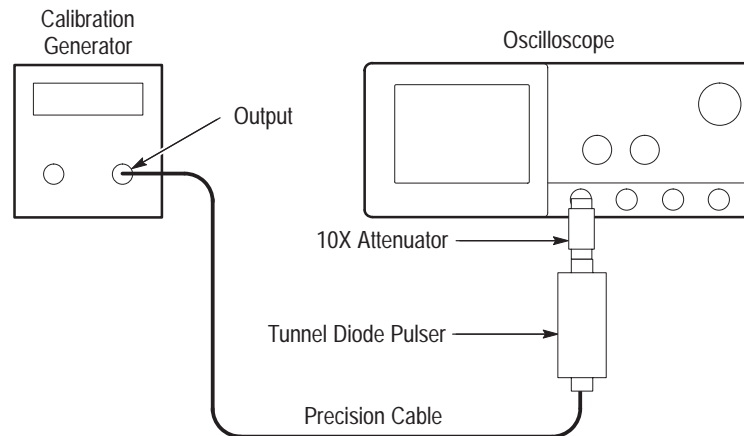 Calibration
Generator
Oscilloscope
Output
10X Attenuator
Tunnel Diode Pulser
Precision Cable